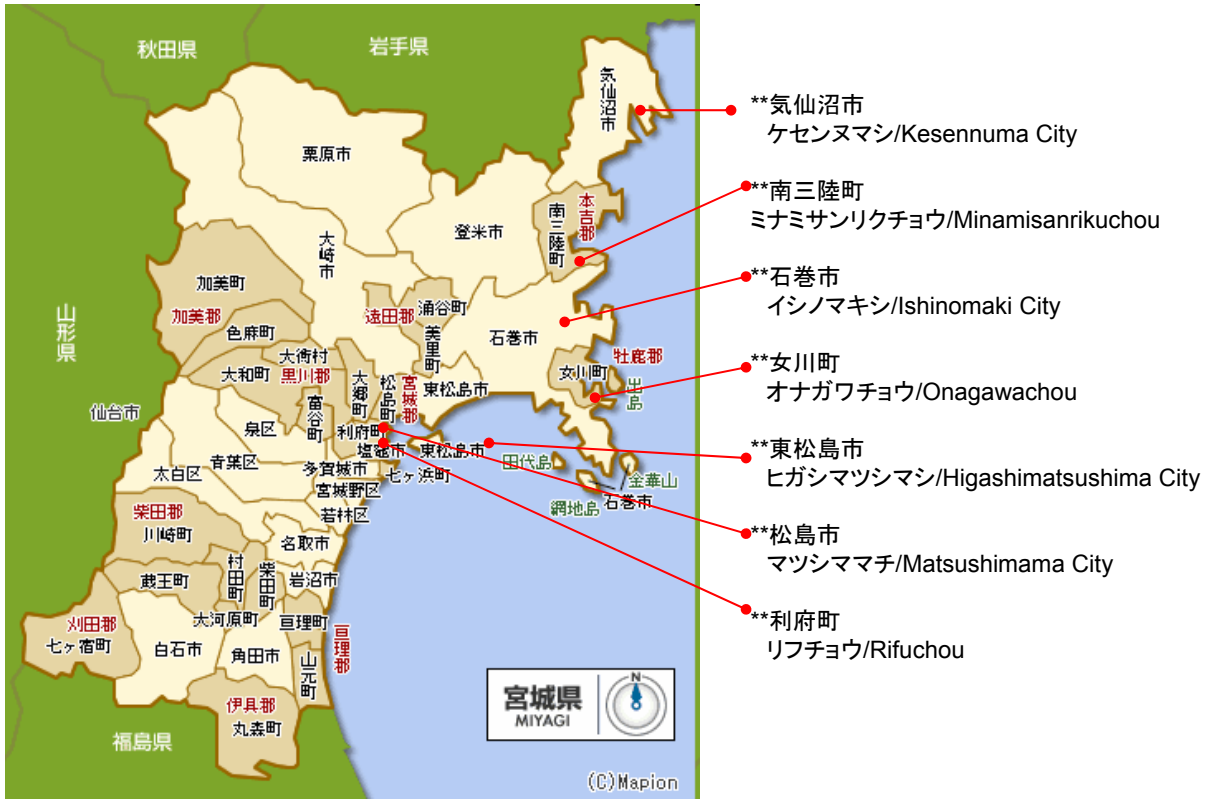 秋田県
岩手県
気仙沼市
栗原市
本吉郡
南三陸町
登米市
大崎市
加美町
加美郡
色麻町
遠田郡
涌谷町
美里町
石巻市
山形県
大衡村
大和町
黒川郡
大郷町
松島町
宮城郡
東松島市
女川町
牡鹿郡
出島
仙台市
富谷町
利府町
泉区
塩竈市
東松島市
青葉区
多賀城市
七ヶ浜町
田代島
太白区
宮城野区
金華山
網地島
石巻市
若林区
柴田郡
川崎町
名取市
村田町
柴田町
岩沼市
蔵王町
大河原町
亘理町
刈田郡
七ヶ宿町
白石市
角田市
亘理郡
山元町
伊具郡
丸森町
福島県
宮城県
MIYAGI
N
(C)Mapion
**気仙沼市
ケセンヌマシ/Kesennuma City
**南三陸町
ミナミサンリクチョウ/Minamisanrikuchou
**石巻市
イシノマキシ/Ishinomaki City
**女川町
オナガワチョウ/Onagawachou
**東松島市
ヒガシマツシマシ/Higashimatsushima City
**松島市
マツシママチ/Matsushimama City
**利府町
リフチョウ/Rifuchou